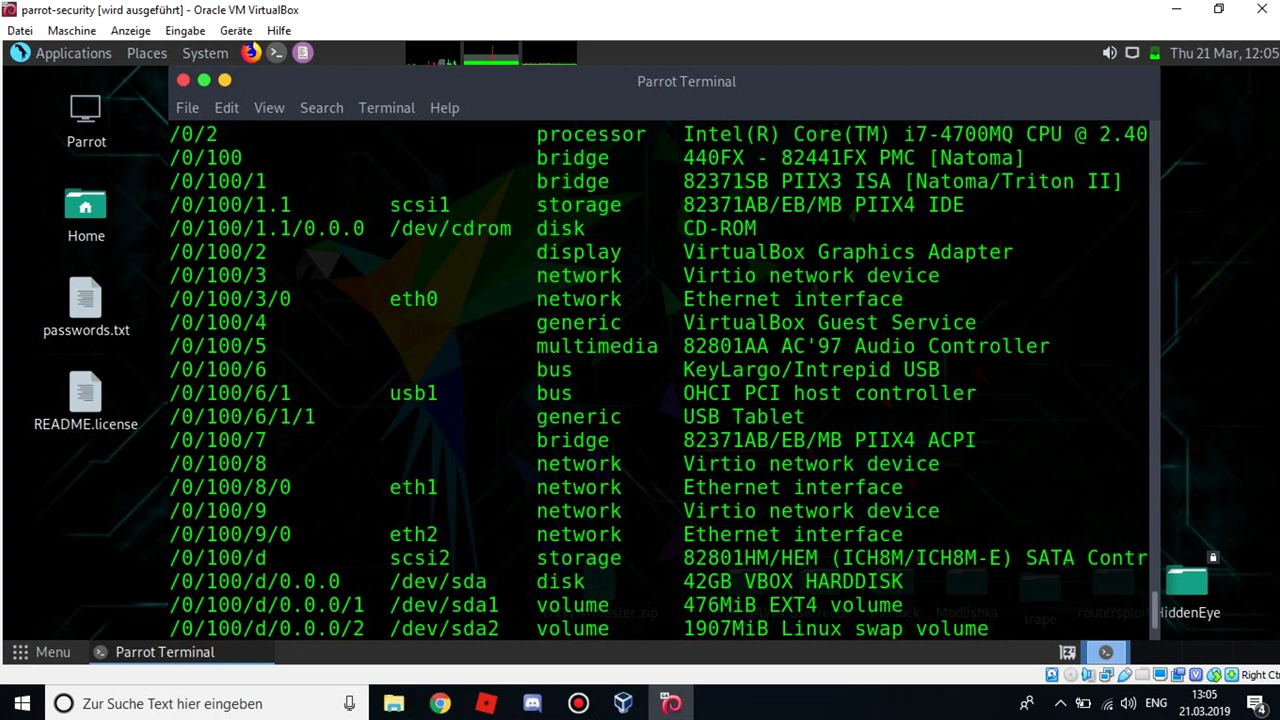 parrot-security [wird ausgeführt] - Oracle VM VirtualBox
Datei Maschine Anzeige Eingabe Geräte Hilfe
Applications Places System Thu 21 Mar, 12:05
Parrot Terminal
File Edit View Search Terminal Help
/0/2 processor Intel(R) Core(TM) i7-4700MQ CPU @ 2.40
/0/100 bridge 440FX - 82441FX PMC [Natoma]
/0/100/1 bridge 82371SB PIIX3 ISA [Natoma/Triton II]
/0/100/1.1 scsi1 storage 82371AB/EB/MB PIIX4 IDE
/0/100/1.1/0.0.0 /dev/cdrom disk CD-ROM
/0/100/2 display VirtualBox Graphics Adapter
/0/100/3 network Virtio network device
/0/100/3/0 eth0 network Ethernet interface
/0/100/4 generic VirtualBox Guest Service
/0/100/5 multimedia 82801AA AC'97 Audio Controller
/0/100/6 bus KeyLargo/Intrepid USB
/0/100/6/1 usb1 bus OHCI PCI host controller
/0/100/6/1/1 generic USB Tablet
/0/100/7 bridge 82371AB/EB/MB PIIX4 ACPI
/0/100/8 network Virtio network device
/0/100/8/0 eth1 network Ethernet interface
/0/100/9 network Virtio network device
/0/100/9/0 eth2 network Ethernet interface
/0/100/d scsi2 storage 82801HM/HEM (ICH8M/ICH8M-E) SATA Contr
/0/100/d/0.0.0 /dev/sda disk 42GB VBOX HARDDISK
/0/100/d/0.0.0/1 /dev/sda1 volume 476MiB EXT4 volume
/0/100/d/0.0.0/2 /dev/sda2 volume 1907MiB Linux swap volume
Parrot
Home
passwords.txt
README.license
Modlishka
trape
routersploit
HiddenEye
Menu Parrot Terminal
Right Ctr
Zur Suche Text hier eingeben
ENG
13:05
21.03.2019
4